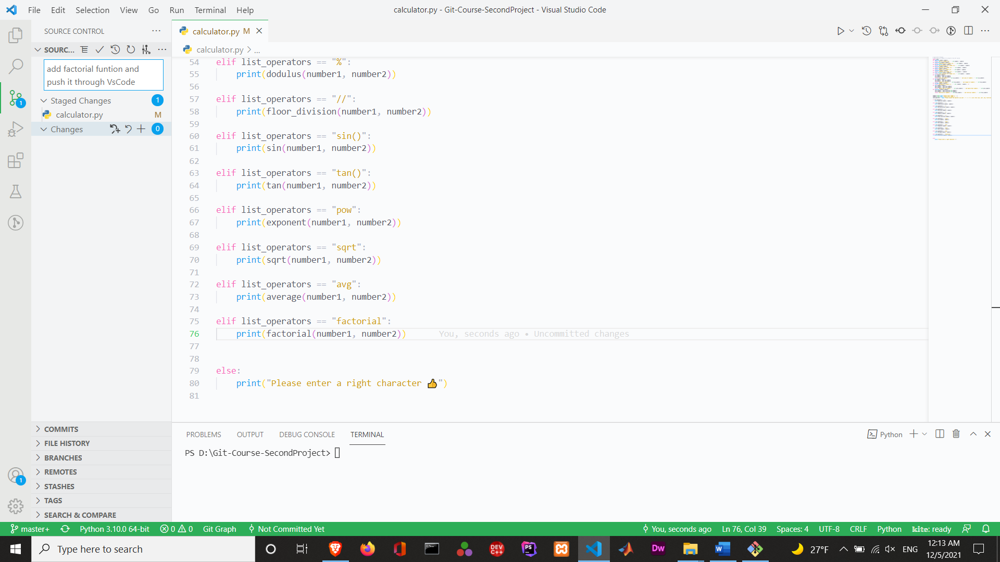 File Edit Selection View Go Run Terminal Help
calculator.py - Git-Course-SecondProject - Visual Studio Code
SOURCE CONTROL
calculator.py M
SOURC...
calculator.py > ...
add factorial funtion and
push it through VsCode
Staged Changes 1
calculator.py M
Changes 0
1
54 elif list_operators == "%":
55 print(dodulus(number1, number2))
56
57 elif list_operators == "//":
58 print(floor_division(number1, number2))
59
60 elif list_operators == "sin()":
61 print(sin(number1, number2))
62
63 elif list_operators == "tan()":
64 print(tan(number1, number2))
65
66 elif list_operators == "pow":
67 print(exponent(number1, number2))
68
69 elif list_operators == "sqrt":
70 print(sqrt(number1, number2))
71
72 elif list_operators == "avg":
73 print(average(number1, number2))
74
75 elif list_operators == "factorial":
76 print(factorial(number1, number2)) You, seconds ago • Uncommitted changes
77
78
79 else:
80 print("Please enter a right character 👍")
81
COMMITS
FILE HISTORY
BRANCHES
REMOTES
STASHES
TAGS
SEARCH & COMPARE
1
PROBLEMS OUTPUT DEBUG CONSOLE TERMINAL
Python
PS D:\Git-Course-SecondProject>
master+ Python 3.10.0 64-bit 0 0 Git Graph Not Committed Yet
You, seconds ago Ln 76, Col 39 Spaces: 4 UTF-8 CRLF Python kite: ready
Type here to search
DEV C++
PS
Dw
27°F ENG
12:13 AM
12/5/2021